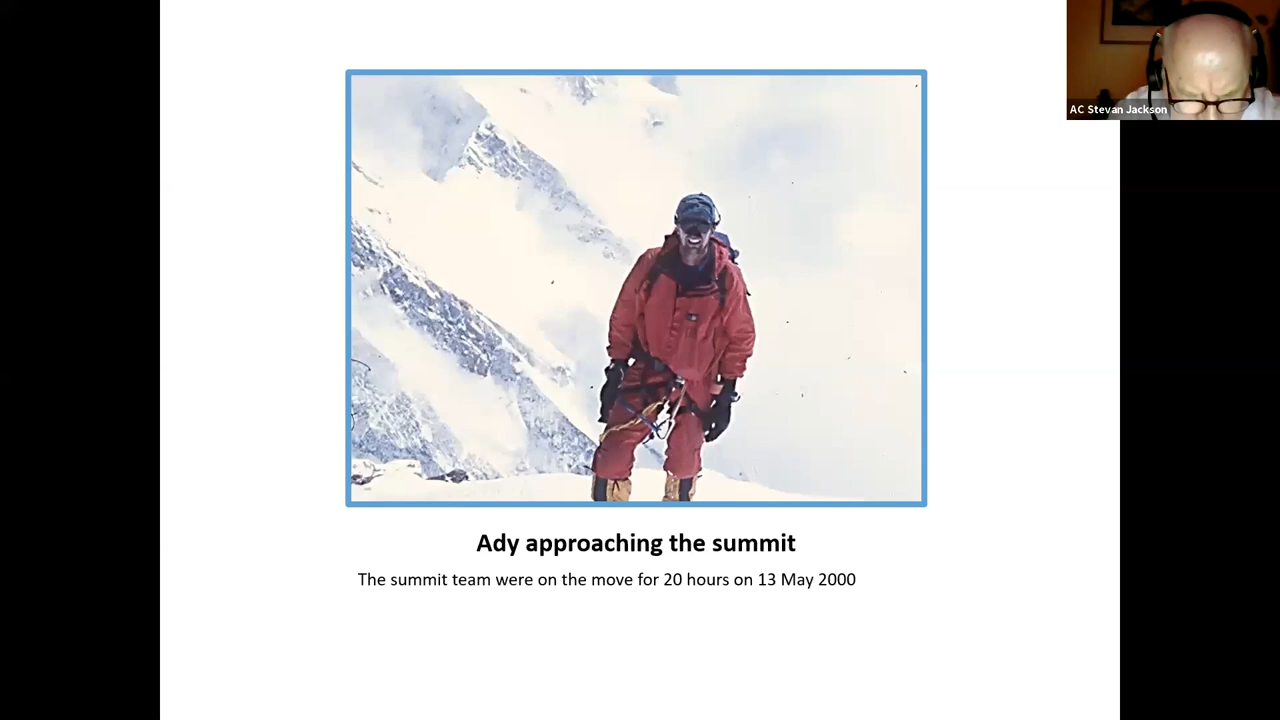 AC Stevan Jackson
Ady approaching the summit
The summit team were on the move for 20 hours on 13 May 2000